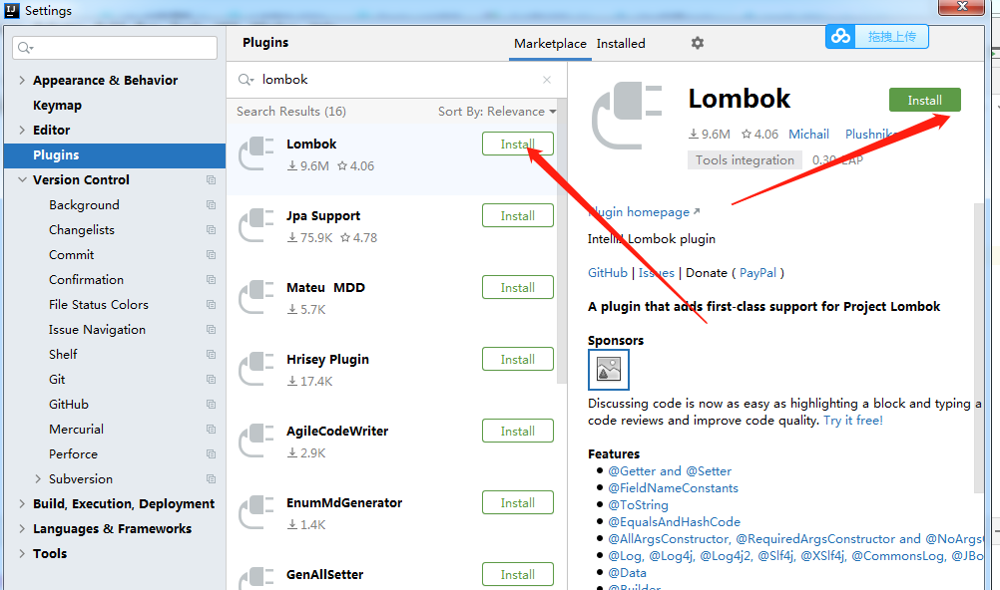 Settings
Plugins
Marketplace
Installed
拖拽上传
Appearance & Behavior
Keymap
Editor
Plugins
Version Control
Background
Changelists
Commit
Confirmation
File Status Colors
Issue Navigation
Shelf
Git
GitHub
Mercurial
Perforce
Subversion
Build, Execution, Deployment
Languages & Frameworks
Tools
lombok
Search Results (16)
Sort By: Relevance
Lombok
Install
9.6M 4.06
Jpa Support
Install
75.9K 4.78
Mateu MDD
Install
5.7K
Hrisey Plugin
Install
17.4K
AgileCodeWriter
Install
2.9K
EnumMdGenerator
Install
1.4K
GenAllSetter
Install
Lombok
Install
9.6M 4.06 Michail Plushnik
Tools integration 0.30-EAP
Plugin homepage
IntelliJ Lombok plugin
GitHub | Issues | Donate ( PayPal )
A plugin that adds first-class support for Project Lombok
Sponsors
Discussing code is now as easy as highlighting a block and typing a
code reviews and improve code quality. Try it free!
Features
@Getter and @Setter
@FieldNameConstants
@ToString
@EqualsAndHashCode
@AllArgsConstructor, @RequiredArgsConstructor and @NoArgsC
@Log, @Log4j, @Log4j2, @Slf4j, @XSlf4j, @CommonsLog, @JBo
@Data
@Builder